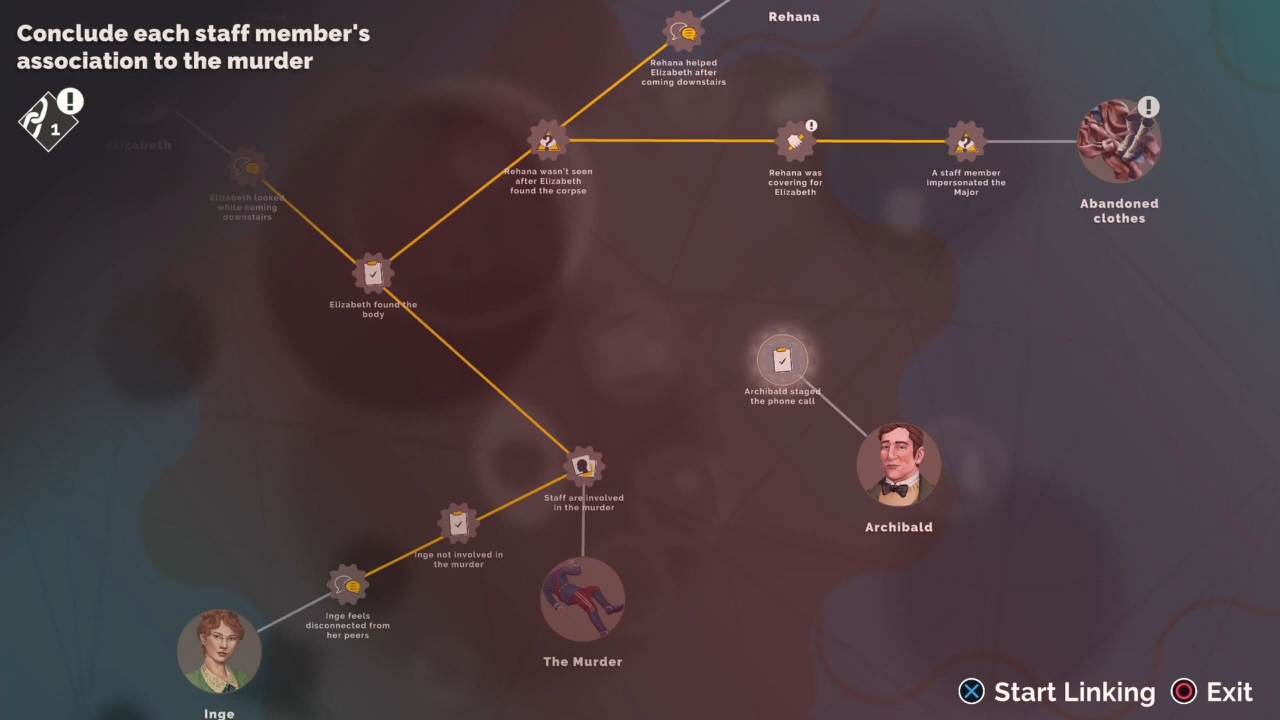 Conclude each staff member's
association to the murder
1
Rehana
Rehana helped
Elizabeth after
coming downstairs
Elizabeth
Rehana wasn't seen
after Elizabeth
found the corpse
Rehana was
covering for
Elizabeth
A staff member
impersonated the
Major
Abandoned
clothes
Elizabeth looked
white coming
downstairs
Elizabeth found the
body
Archibald staged
the phone call
Archibald
Staff are involved
in the murder
Inge not involved in
the murder
Inge feels
disconnected from
her peers
The Murder
Inge
Start Linking
Exit